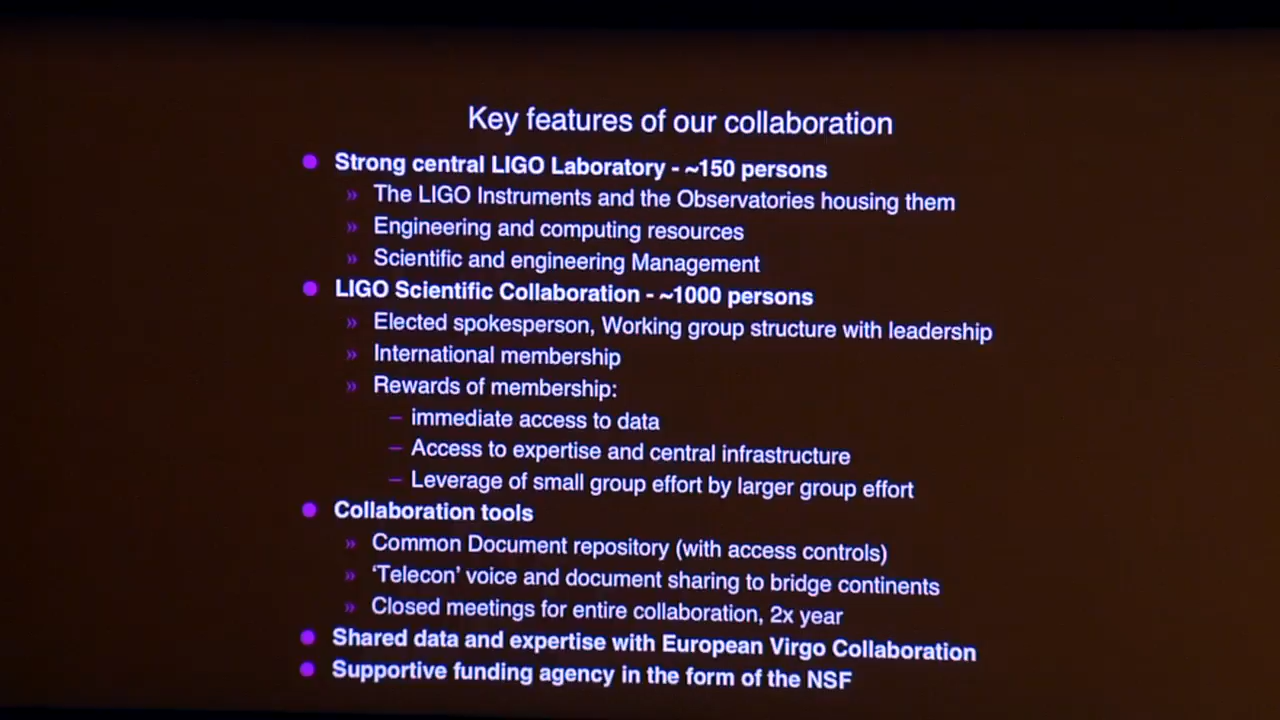 Key features of our collaboration
● Strong central LIGO Laboratory - ~150 persons
» The LIGO Instruments and the Observatories housing them
» Engineering and computing resources
» Scientific and engineering Management
● LIGO Scientific Collaboration - ~1000 persons
» Elected spokesperson, Working group structure with leadership
» International membership
» Rewards of membership:
– immediate access to data
– Access to expertise and central infrastructure
– Leverage of small group effort by larger group effort
● Collaboration tools
» Common Document repository (with access controls)
» ‘Telecon’ voice and document sharing to bridge continents
» Closed meetings for entire collaboration, 2x year
● Shared data and expertise with European Virgo Collaboration
● Supportive funding agency in the form of the NSF